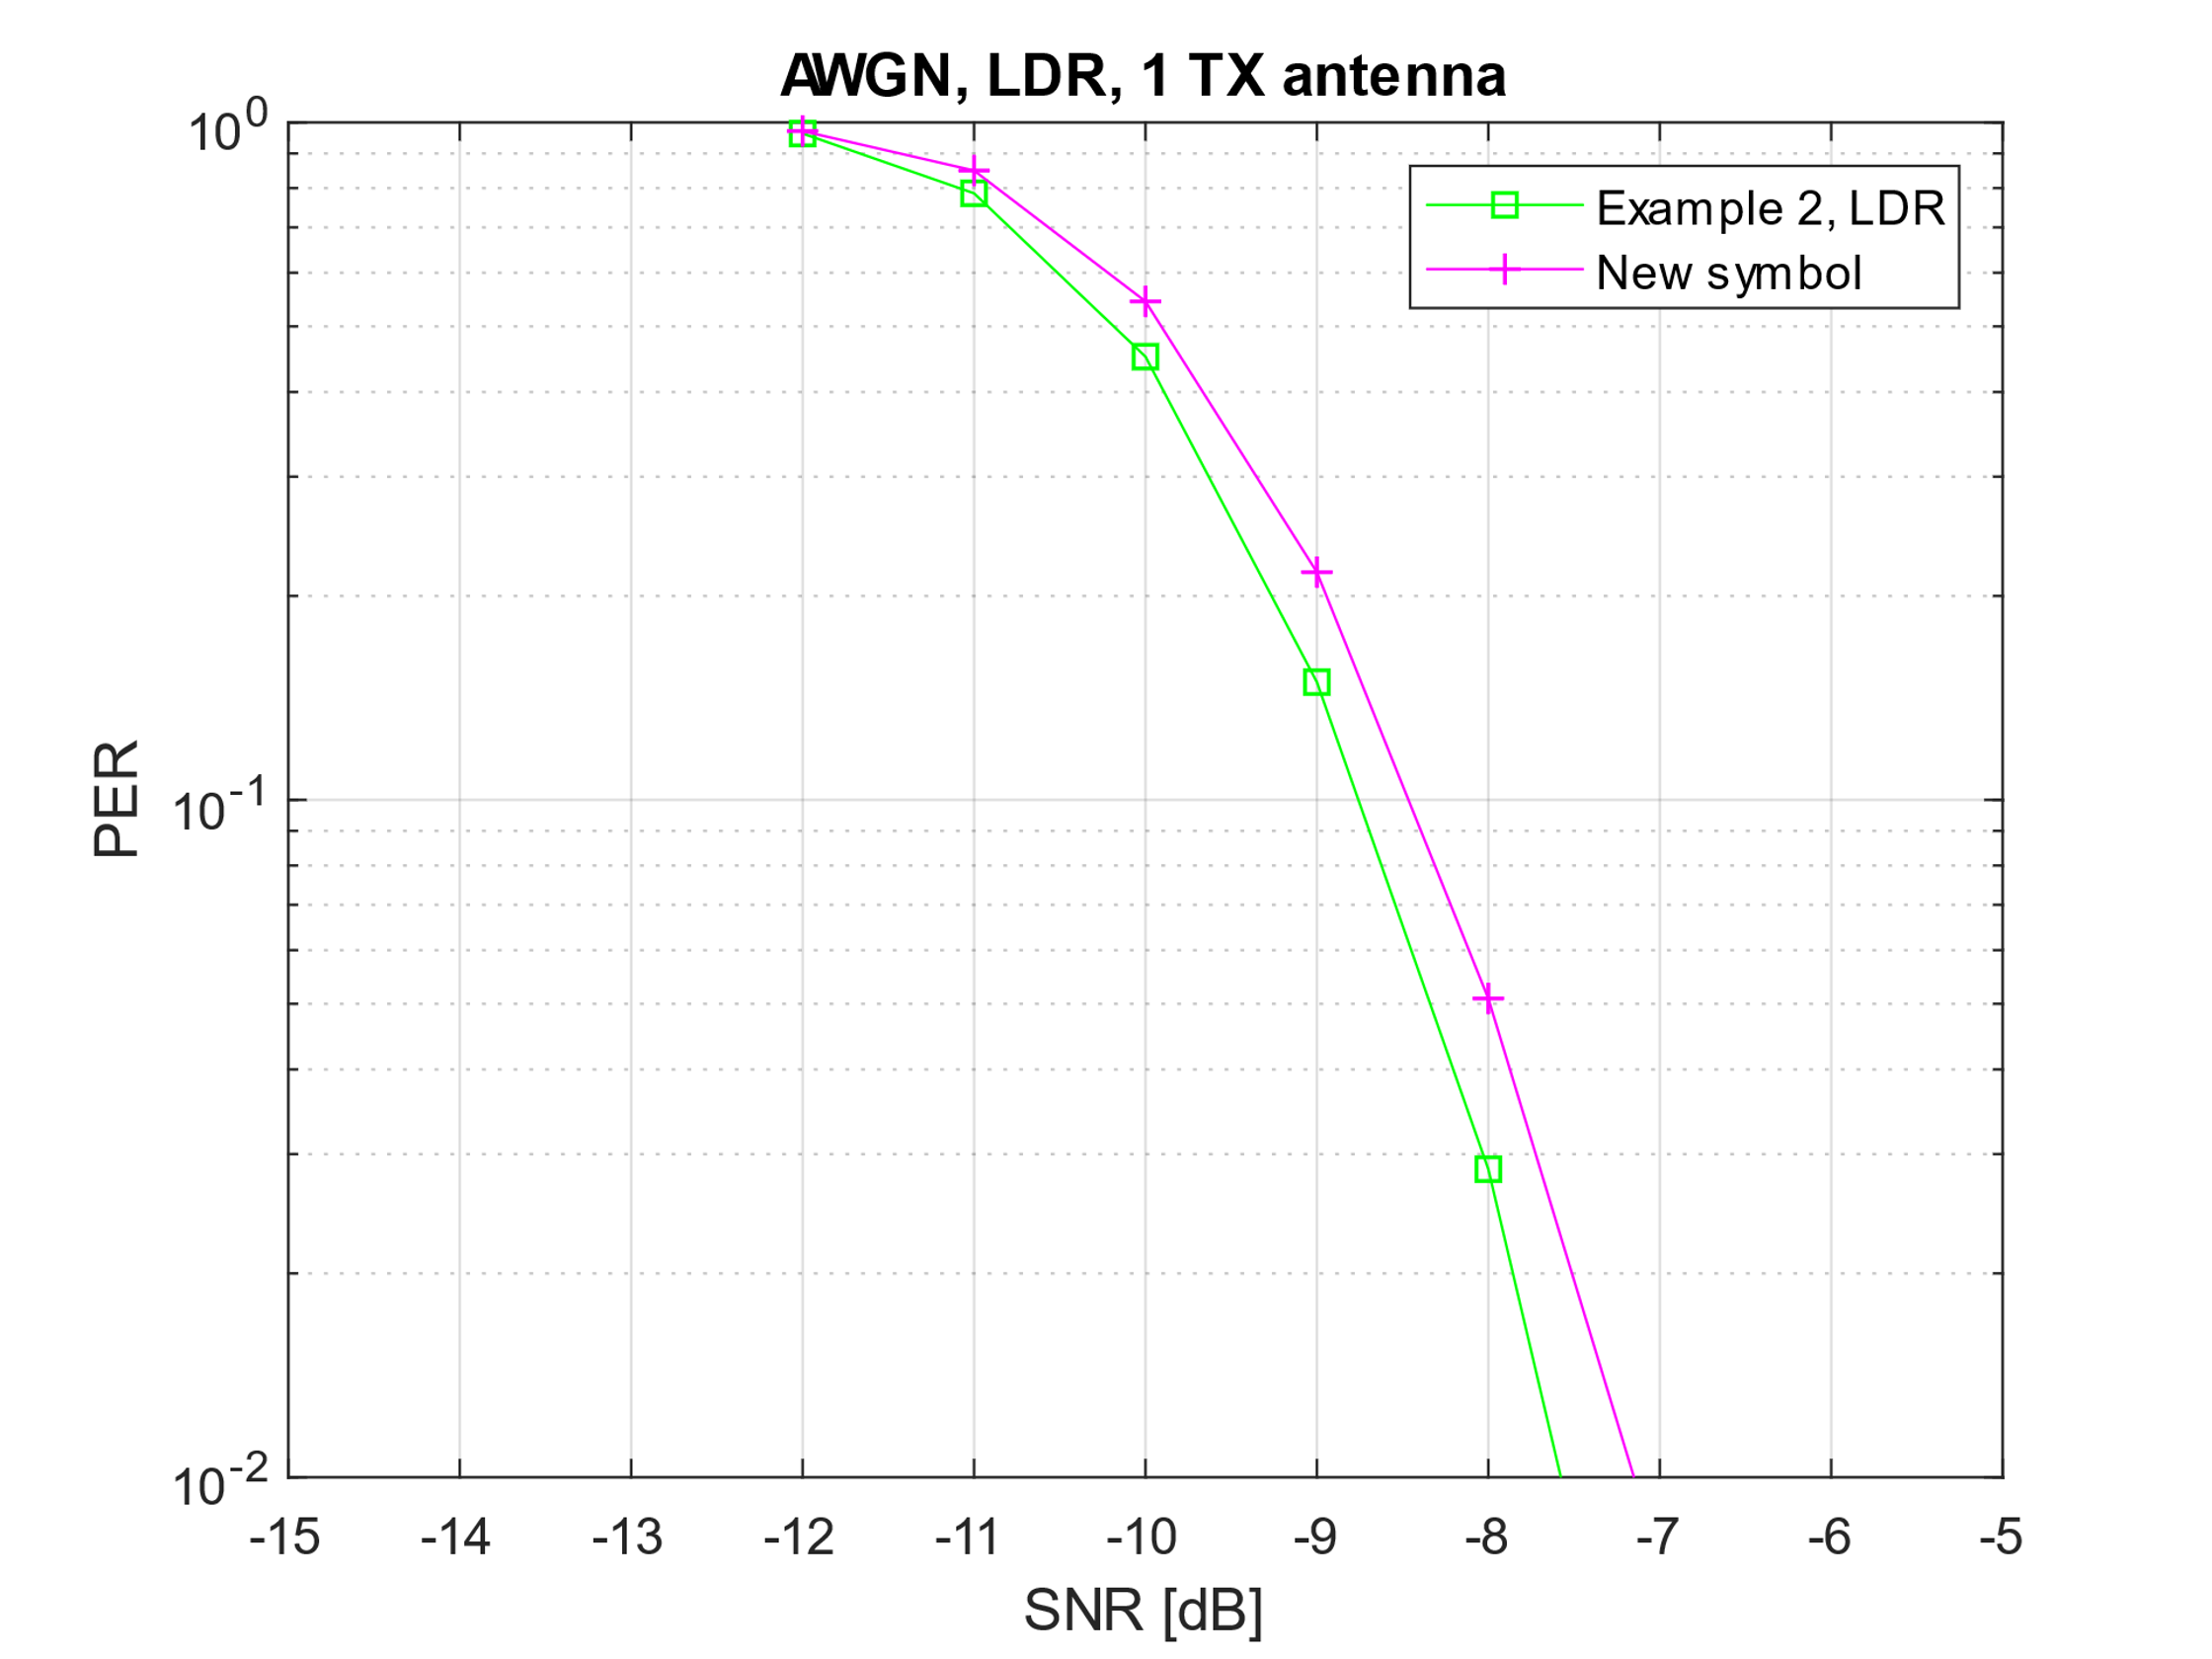 AWGN, LDR, 1 TX antenna
10^0
Example 2, LDR
New symbol
PER
10^-1
10^-2
-15 -14 -13 -12 -11 -10 -9 -8 -7 -6 -5
SNR [dB]